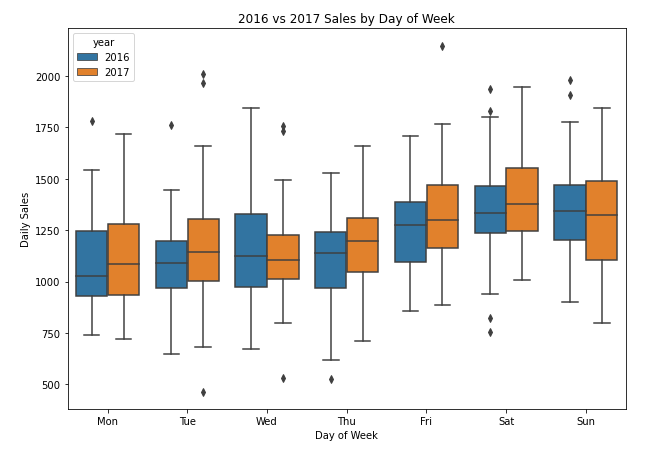 2016 vs 2017 Sales by Day of Week
year
2016
2017
2000
1750
1500
1250
1000
750
500
Daily Sales
Mon Tue Wed Thu Fri Sat Sun
Day of Week